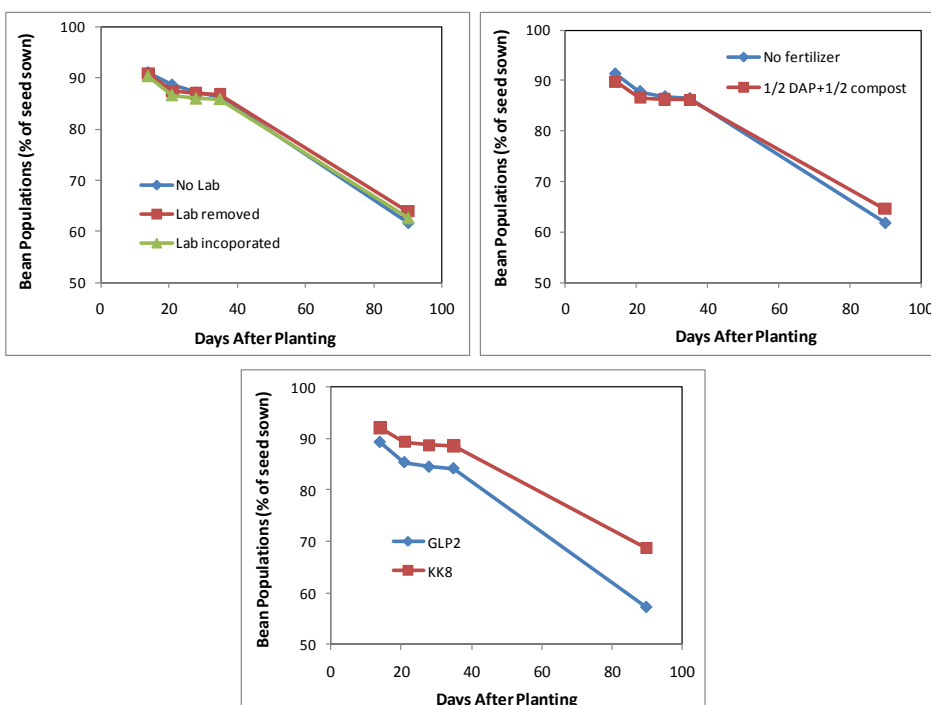 Bean Populations (% of seed sown)
100
90
80
70
60
50
No Lab
Lab removed
Lab incoporated
0 20 40 60 80 100
Days After Planting
Bean Populations (% of seed sown)
100
90
80
70
60
50
No fertilizer
1/2 DAP+1/2 compost
0 20 40 60 80 100
Days After Planting
Bean Populations (% of seed sown)
100
90
80
70
60
50
GLP2
KK8
0 20 40 60 80 100
Days After Planting